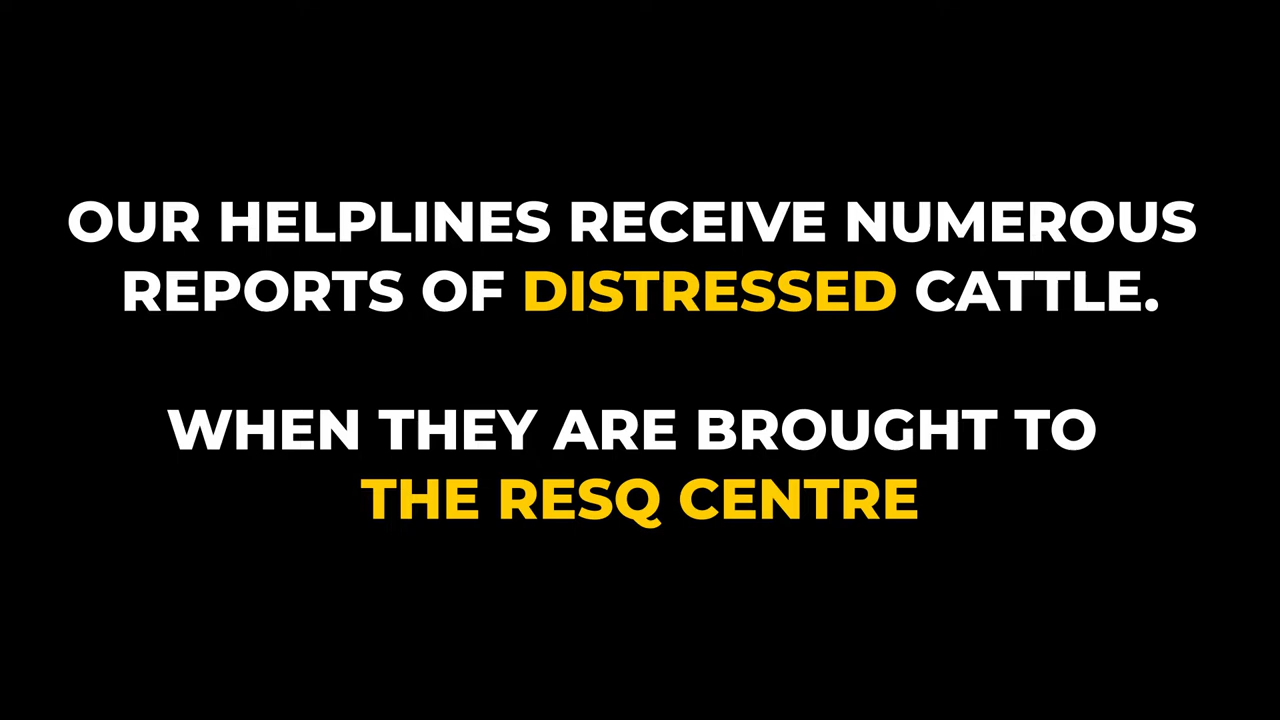 OUR HELPLINES RECEIVE NUMEROUS
REPORTS OF DISTRESSED CATTLE.
WHEN THEY ARE BROUGHT TO
THE RESQ CENTRE